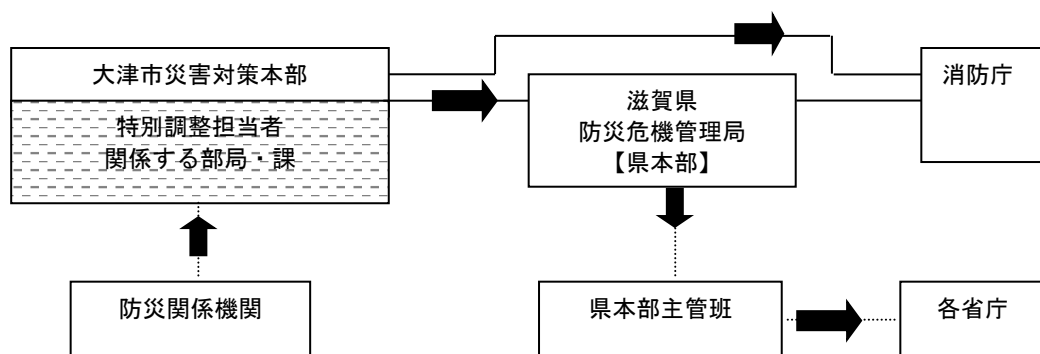 大津市災害対策本部
特別調整担当者
関係する部局・課
滋賀県
防災危機管理局
【県本部】
消防庁
防災関係機関
県本部主管班
各省庁